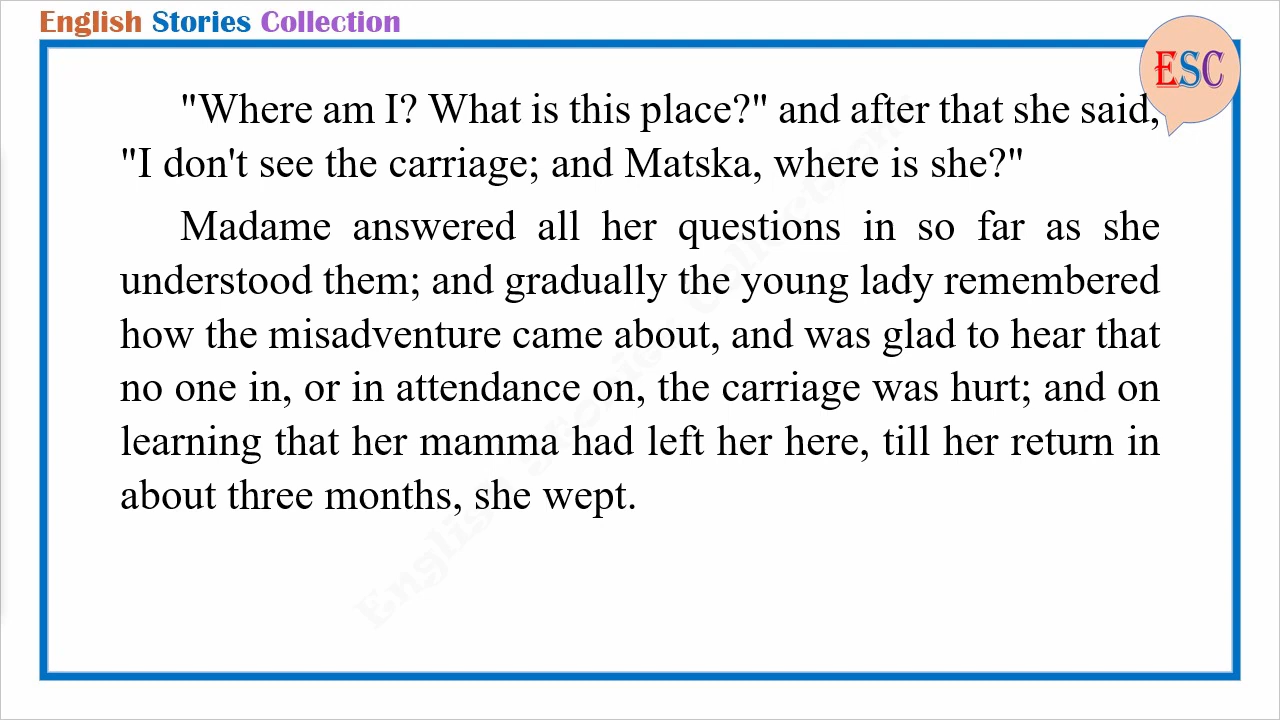 English Stories Collection
ESC
"Where am I? What is this place?" and after that she said,
"I don't see the carriage; and Matska, where is she?"
Madame answered all her questions in so far as she
understood them; and gradually the young lady remembered
how the misadventure came about, and was glad to hear that
no one in, or in attendance on, the carriage was hurt; and on
learning that her mamma had left her here, till her return in
about three months, she wept.
English Stories Collection